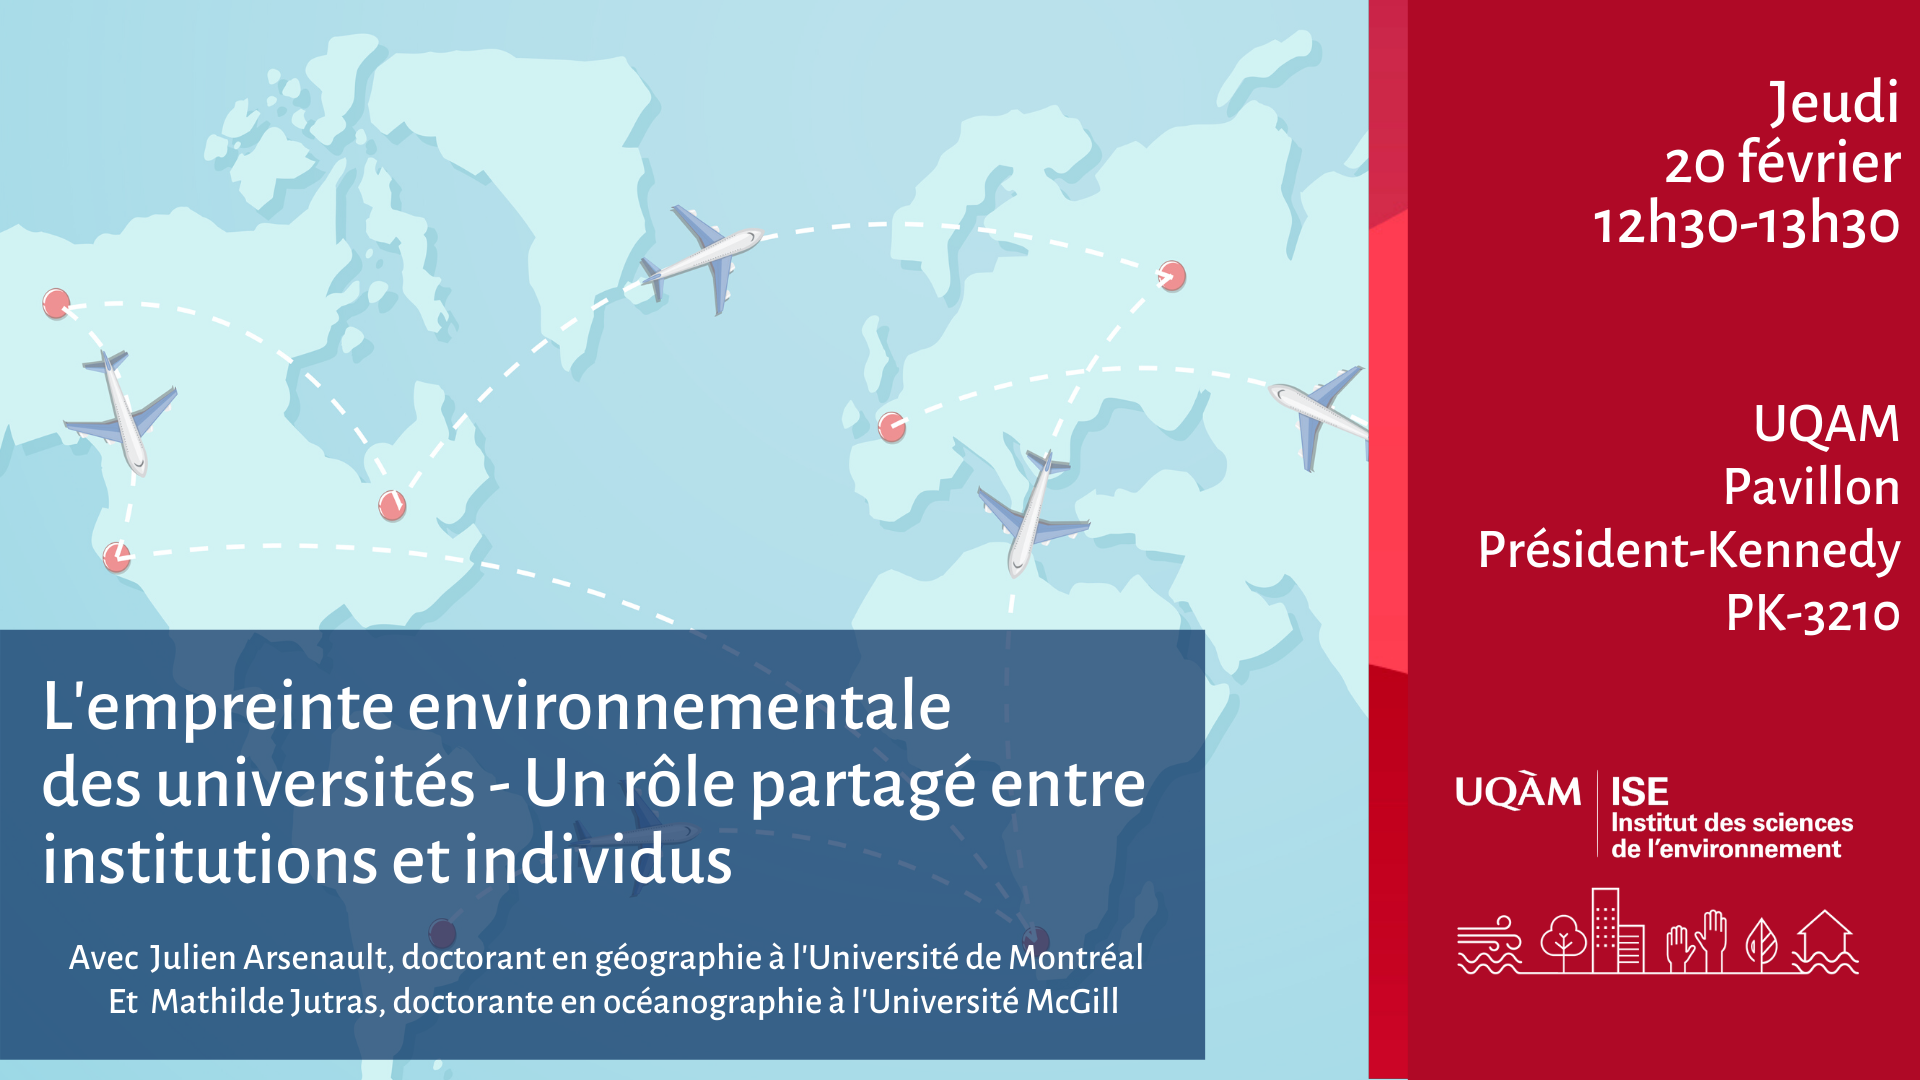 Jeudi
20 février
12h30-13h30
UQAM
Pavillon
Président-Kennedy
PK-3210
L'empreinte environnementale
des universités - Un rôle partagé entre
institutions et individus
Avec Julien Arsenault, doctorant en géographie à l'Université de Montréal
Et Mathilde Jutras, doctorante en océanographie à l'Université McGill
UQÀM
ISE
Institut des sciences
de l'environnement